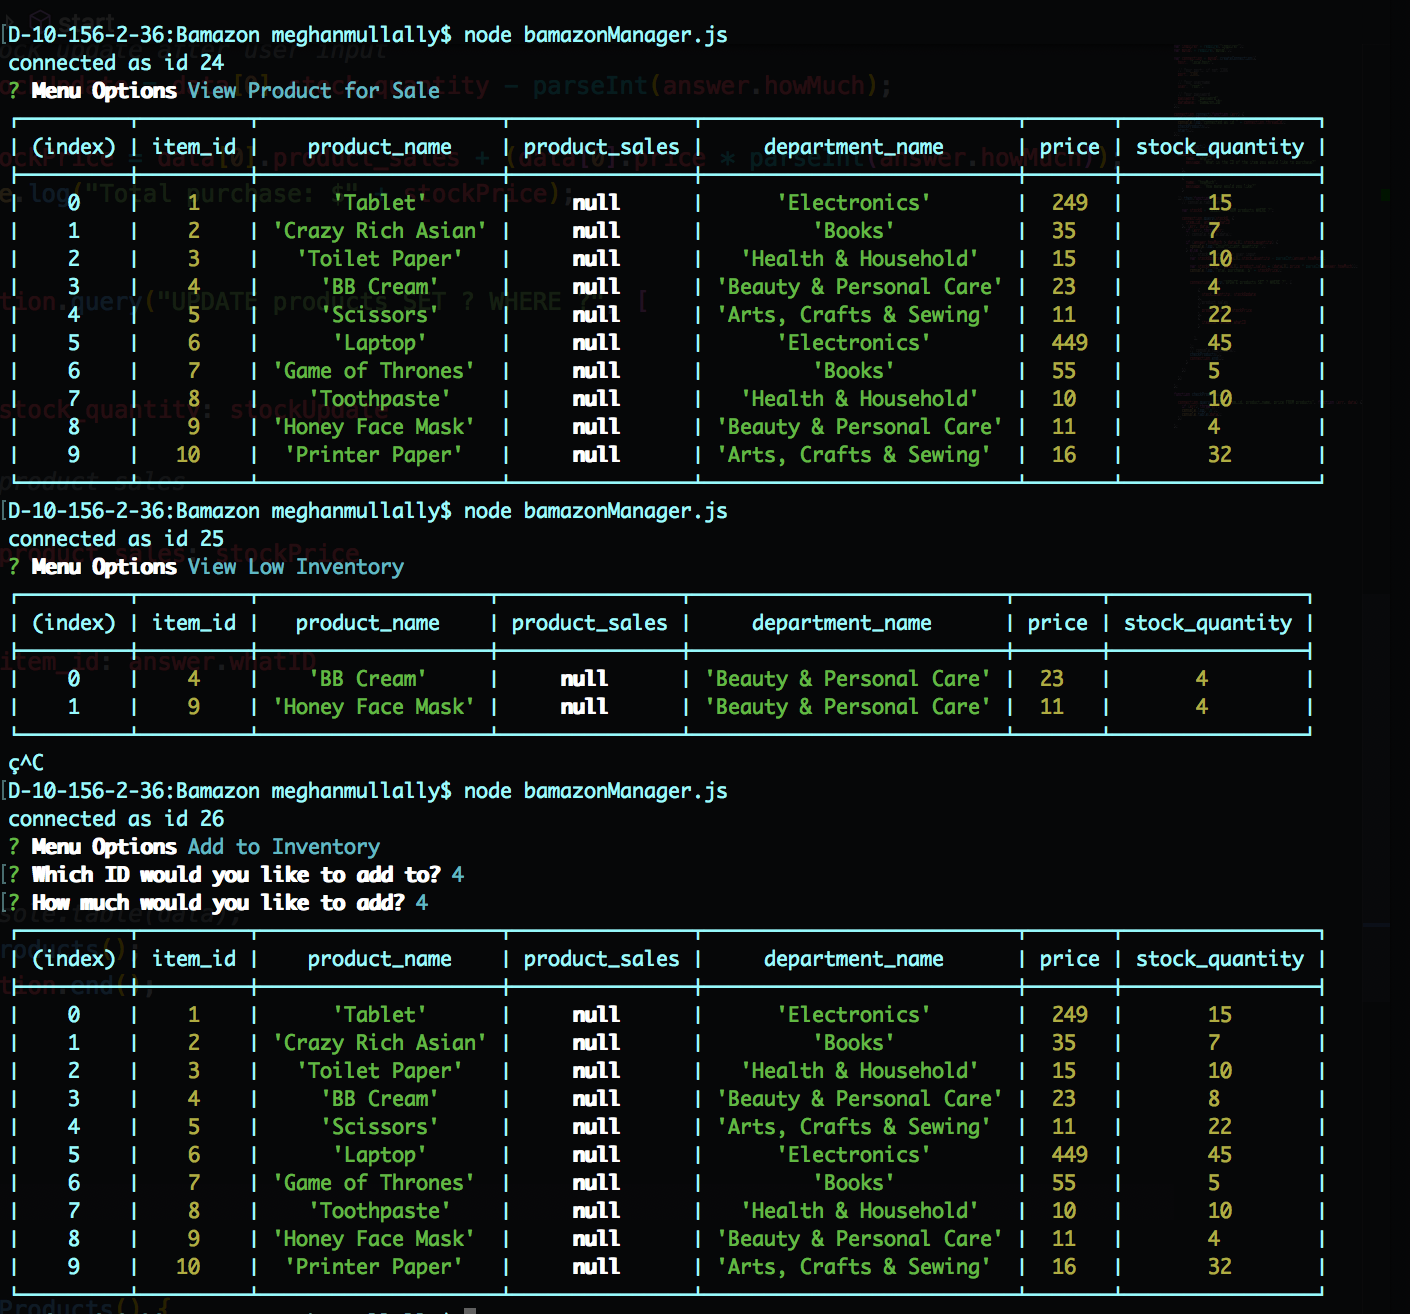 [D-10-156-2-36:Bamazon meghanmullally$ node bamazonManager.js
connected as id 24
? Menu Options View Product for Sale
(index) | item_id | product_name | product_sales | department_name | price | stock_quantity
0 | 1 | 'Tablet' | null | 'Electronics' | 249 | 15
1 | 2 | 'Crazy Rich Asian' | null | 'Books' | 35 | 7
2 | 3 | 'Toilet Paper' | null | 'Health & Household' | 15 | 10
3 | 4 | 'BB Cream' | null | 'Beauty & Personal Care' | 23 | 4
4 | 5 | 'Scissors' | null | 'Arts, Crafts & Sewing' | 11 | 22
5 | 6 | 'Laptop' | null | 'Electronics' | 449 | 45
6 | 7 | 'Game of Thrones' | null | 'Books' | 55 | 5
7 | 8 | 'Toothpaste' | null | 'Health & Household' | 10 | 10
8 | 9 | 'Honey Face Mask' | null | 'Beauty & Personal Care' | 11 | 4
9 | 10 | 'Printer Paper' | null | 'Arts, Crafts & Sewing' | 16 | 32
[D-10-156-2-36:Bamazon meghanmullally$ node bamazonManager.js
connected as id 25
? Menu Options View Low Inventory
(index) | item_id | product_name | product_sales | department_name | price | stock_quantity
0 | 4 | 'BB Cream' | null | 'Beauty & Personal Care' | 23 | 4
1 | 9 | 'Honey Face Mask' | null | 'Beauty & Personal Care' | 11 | 4
ç^C
[D-10-156-2-36:Bamazon meghanmullally$ node bamazonManager.js
connected as id 26
? Menu Options Add to Inventory
[? Which ID would you like to add to? 4
[? How much would you like to add? 4
(index) | item_id | product_name | product_sales | department_name | price | stock_quantity
0 | 1 | 'Tablet' | null | 'Electronics' | 249 | 15
1 | 2 | 'Crazy Rich Asian' | null | 'Books' | 35 | 7
2 | 3 | 'Toilet Paper' | null | 'Health & Household' | 15 | 10
3 | 4 | 'BB Cream' | null | 'Beauty & Personal Care' | 23 | 8
4 | 5 | 'Scissors' | null | 'Arts, Crafts & Sewing' | 11 | 22
5 | 6 | 'Laptop' | null | 'Electronics' | 449 | 45
6 | 7 | 'Game of Thrones' | null | 'Books' | 55 | 5
7 | 8 | 'Toothpaste' | null | 'Health & Household' | 10 | 10
8 | 9 | 'Honey Face Mask' | null | 'Beauty & Personal Care' | 11 | 4
9 | 10 | 'Printer Paper' | null | 'Arts, Crafts & Sewing' | 16 | 32